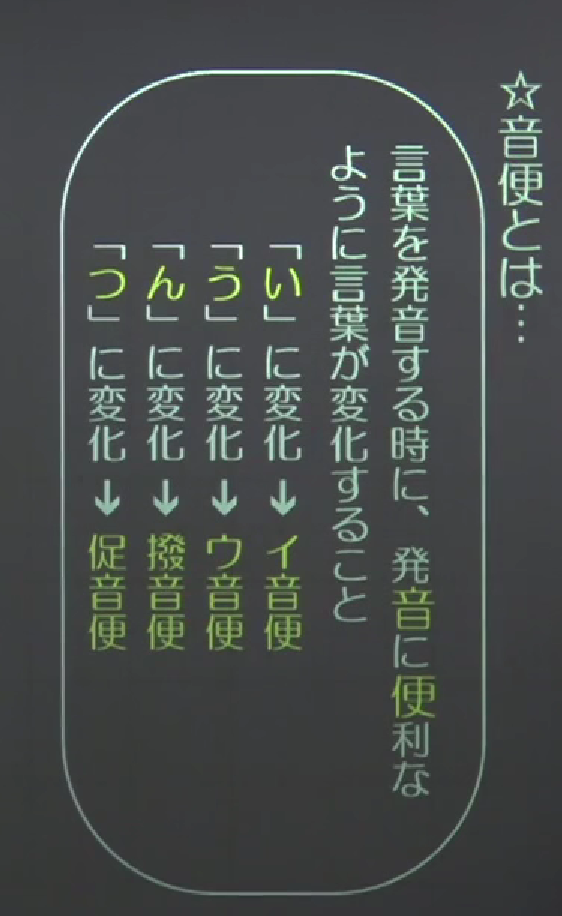 ☆音便とは…
言葉を発音する時に、発音に便利な
ように言葉が変化すること
「い」に変化→イ音便
「う」に変化→ウ音便
「ん」に変化→撥音便
「つ」に変化→促音便